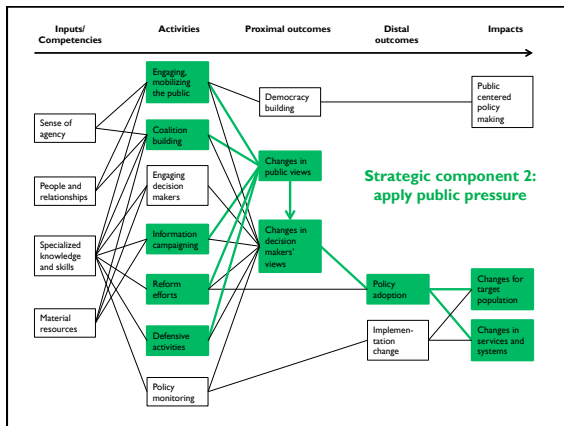 Inputs/
Competencies
Activities
Proximal outcomes
Distal
outcomes
Impacts
Engaging,
mobilizing
the public
Democracy
building
Public
centered
policy
making
Sense of
agency
Coalition
building
Changes in
public views
Strategic component 2:
apply public pressure
People and
relationships
Engaging
decision
makers
Specialized
knowledge
and skills
Information
campaigning
Changes in
decision
makers'
views
Reform
efforts
Policy
adoption
Changes for
target
population
Material
resources
Defensive
activities
Implemen-
tation
change
Changes in
services and
systems
Policy
monitoring